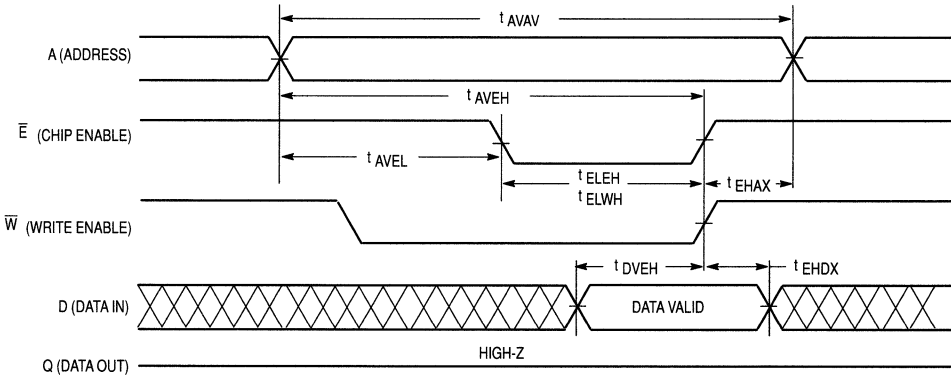 t AVAV
A (ADDRESS)
t AVEH
E̅ (CHIP ENABLE)
t AVEL
t ELEH
t ELWH
t EHAX
W̅ (WRITE ENABLE)
t DVEH
t EHDX
D (DATA IN)
DATA VALID
HIGH-Z
Q (DATA OUT)